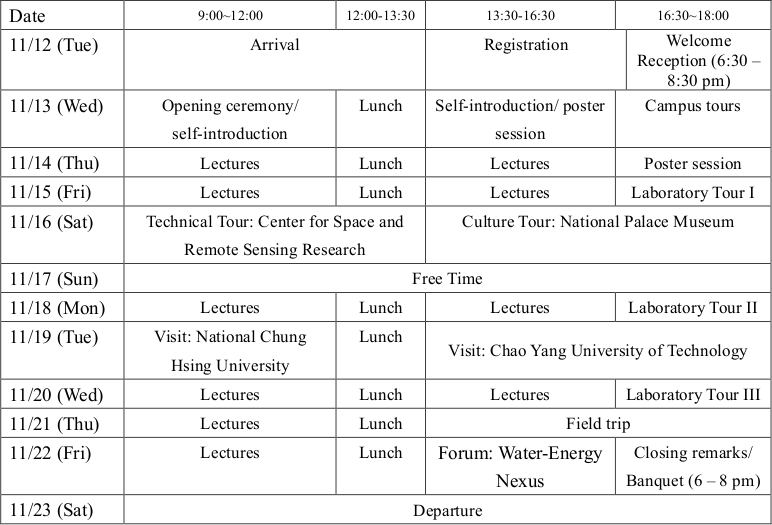 Date 9:00~12:00 12:00-13:30 13:30-16:30 16:30~18:00
11/12 (Tue) Arrival Registration Welcome
Reception (6:30 –
8:30 pm)
11/13 (Wed) Opening ceremony/ Lunch Self-introduction/ poster Campus tours
self-introduction session
11/14 (Thu) Lectures Lunch Lectures Poster session
11/15 (Fri) Lectures Lunch Lectures Laboratory Tour I
11/16 (Sat) Technical Tour: Center for Space and Culture Tour: National Palace Museum
Remote Sensing Research
11/17 (Sun) Free Time
11/18 (Mon) Lectures Lunch Lectures Laboratory Tour II
11/19 (Tue) Visit: National Chung Lunch
Hsing University Visit: Chao Yang University of Technology
11/20 (Wed) Lectures Lunch Lectures Laboratory Tour III
11/21 (Thu) Lectures Lunch Field trip
11/22 (Fri) Lectures Lunch Forum: Water-Energy Closing remarks/
Nexus Banquet (6 – 8 pm)
11/23 (Sat) Departure